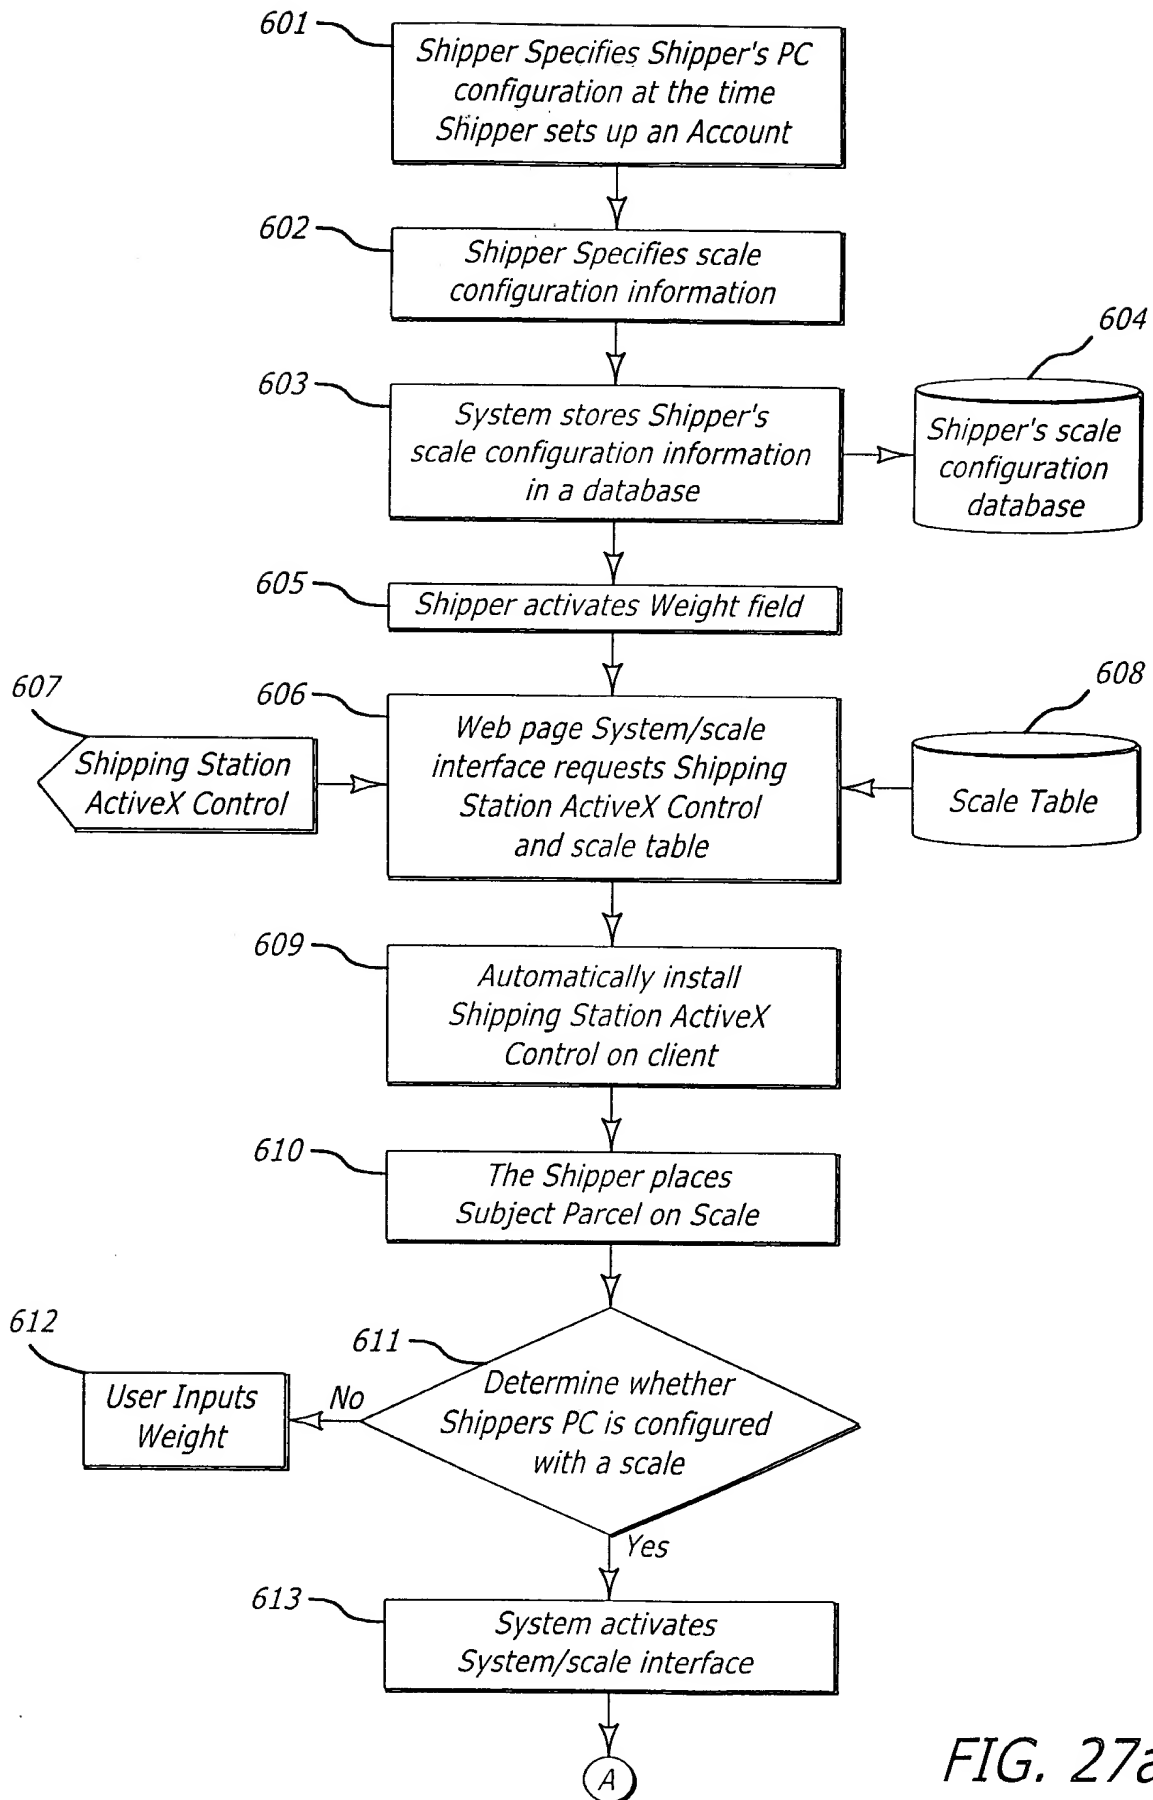 601
Shipper Specifies Shipper's PC
configuration at the time
Shipper sets up an Account
602
Shipper Specifies scale
configuration information
603
System stores Shipper's
scale configuration information
in a database
604
Shipper's scale
configuration
database
605
Shipper activates Weight field
606
Web page System/scale
interface requests Shipping
Station ActiveX Control
and scale table
607
Shipping Station
ActiveX Control
608
Scale Table
609
Automatically install
Shipping Station ActiveX
Control on client
610
The Shipper places
Subject Parcel on Scale
611
Determine whether
Shippers PC is configured
with a scale
No
612
User Inputs
Weight
Yes
613
System activates
System/scale interface
A
FIG. 27a